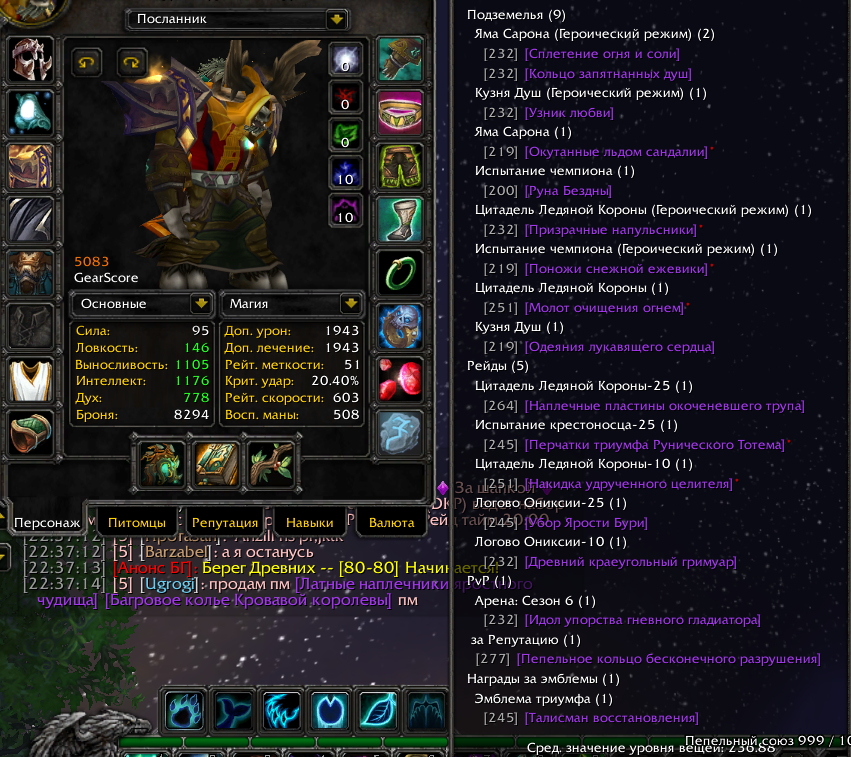 Посланник
0
0
0
10
10
5083
GearScore
Основные
Магия
Сила: 95
Ловкость: 146
Выносливость: 1105
Интеллект: 1176
Дух: 778
Броня: 8294
Доп. урон: 1943
Доп. лечение: 1943
Рейт. меткости: 51
Крит. удар: 20.40%
Рейт. скорости: 603
Восп. маны: 508
Персонаж
Питомцы
Репутация
Навыки
Валюта
[22:37:12] [5]
[22:37:12] [5] [Barzabei]: а я останусь
[22:37:13] [Анонс БГ]: Берег Древних -- [80-80] Начинается!
[22:37:14] [5] [Ugrogi]: продам пм [Латные наплечники яростного
чудища] [Багровое колье Кровавой королевы] пм
Подземелья (9)
Яма Сарона (Героический режим) (2)
[232] [Сплетение огня и соли]
[232] [Кольцо запятнанных душ]
Кузня Душ (Героический режим) (1)
[232] [Узник любви]
Яма Сарона (1)
[219] [Окутанные льдом сандалии]*
Испытание чемпиона (1)
[200] [Руна Бездны]
Цитадель Ледяной Короны (Героический режим) (1)
[232] [Призрачные напульсники]*
Испытание чемпиона (Героический режим) (1)
[219] [Поножи снежной ежевики]*
Цитадель Ледяной Короны (1)
[251] [Молот очищения огнем]*
Кузня Душ (1)
[219] [Одеяния лукавящего сердца]
Рейды (5)
Цитадель Ледяной Короны-25 (1)
[264] [Наплечные пластины окоченевшего трупа]
Испытание крестоносца-25 (1)
[245] [Перчатки триумфа Рунического Тотема]*
Цитадель Ледяной Короны-10 (1)
[251] [Накидка удрученного целителя]*
Логово Ониксии-25 (1)
[245] [Убор Ярости Бури]
Логово Ониксии-10 (1)
[232] [Древний краеугольный гримуар]
PvP (1)
Арена: Сезон 6 (1)
[232] [Идол упорства гневного гладиатора]
за Репутацию (1)
[277] [Пепельное кольцо бесконечного разрушения]
Награды за эмблемы (1)
Эмблема триумфа (1)
[245] [Талисман восстановления]
Пепельный союз 999 / 10
Сред. значение уровня вещей: 236.88